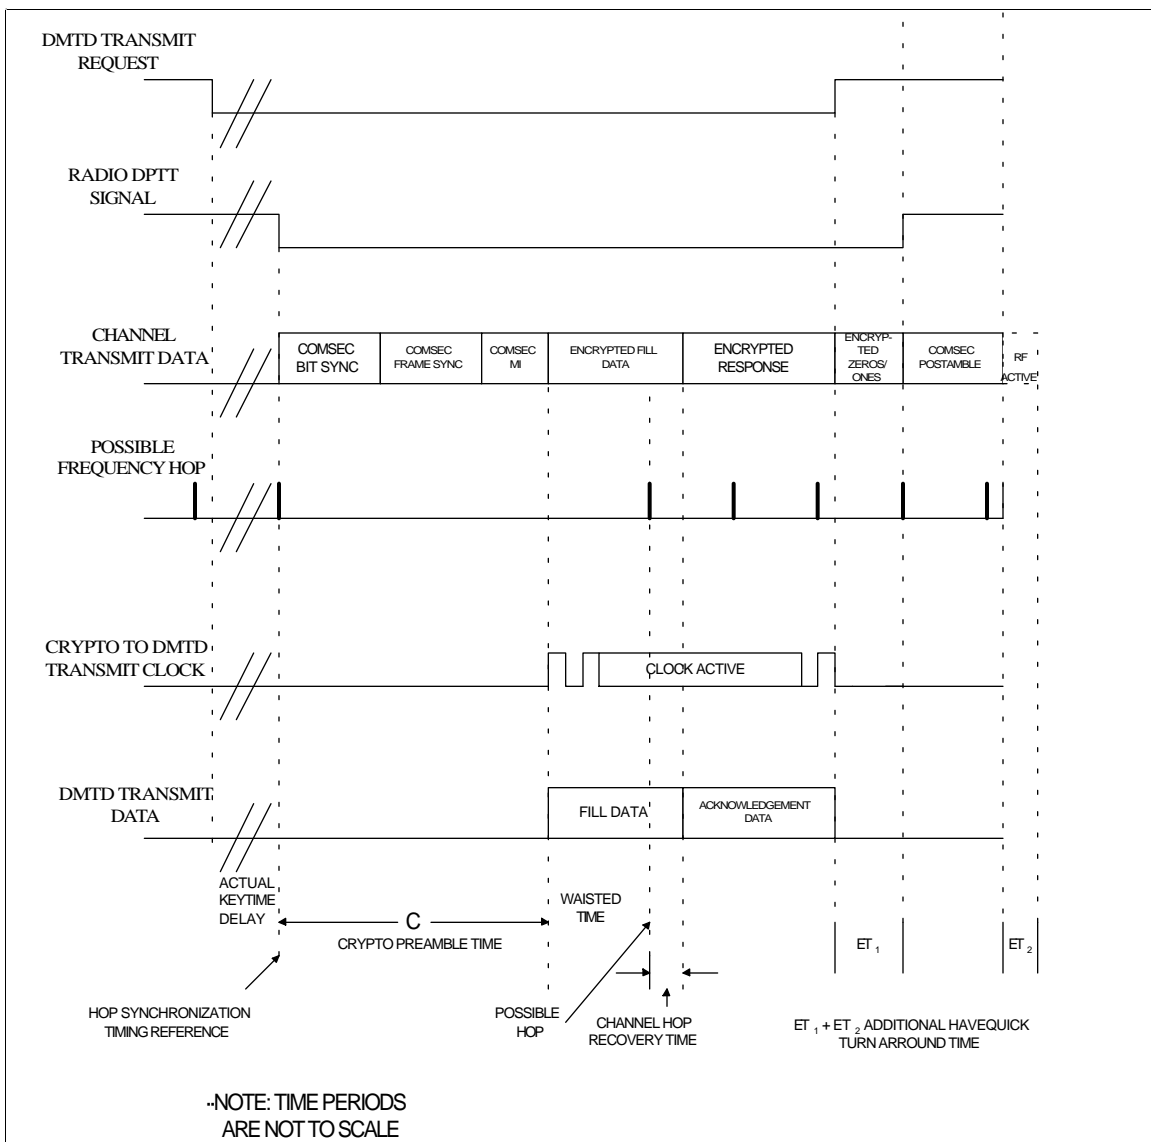 DMTD TRANSMIT
REQUEST
RADIO DPTT
SIGNAL
CHANNEL
TRANSMIT DATA
COMSEC
BIT SYNC
COMSEC
FRAME SYNC
COMSEC
MI
ENCRYPTED FILL
DATA
ENCRYPTED
RESPONSE
ENCRYP-
TED
ZEROS/
ONES
COMSEC
POSTAMBLE
RF
ACTIVE
POSSIBLE
FREQUENCY HOP
CRYPTO TO DMTD
TRANSMIT CLOCK
CLOCK ACTIVE
DMTD TRANSMIT
DATA
FILL DATA
ACKNOWLEDGEMENT
DATA
ACTUAL
KEYTIME
DELAY
C
CRYPTO PREAMBLE TIME
WAISTED
TIME
ET 1
ET 2
HOP SYNCHRONIZATION
TIMING REFERENCE
POSSIBLE
HOP
CHANNEL HOP
RECOVERY TIME
ET 1 + ET 2 ADDITIONAL HAVEQUICK
TURN ARROUND TIME
··NOTE: TIME PERIODS
ARE NOT TO SCALE